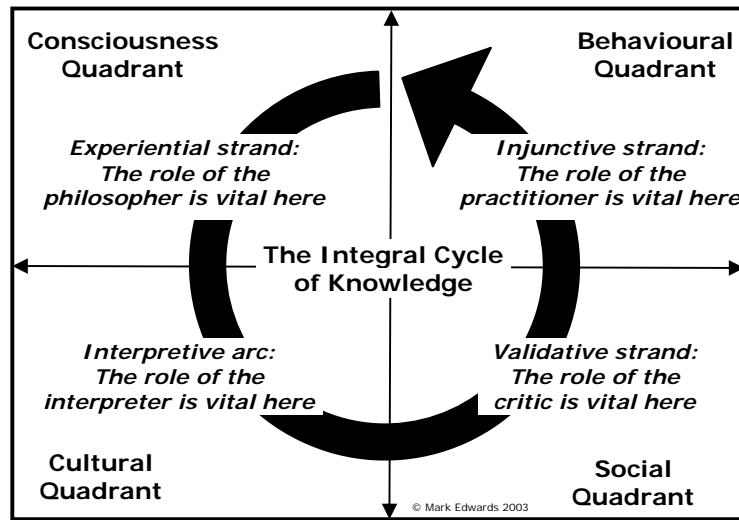 Consciousness
Quadrant
Behavioural
Quadrant
Experiential strand:
The role of the
philosopher is vital here
Injunctive strand:
The role of the
practitioner is vital here
The Integral Cycle
of Knowledge
Interpretive arc:
The role of the
interpreter is vital here
Validative strand:
The role of the
critic is vital here
Cultural
Quadrant
Social
Quadrant
© Mark Edwards 2003